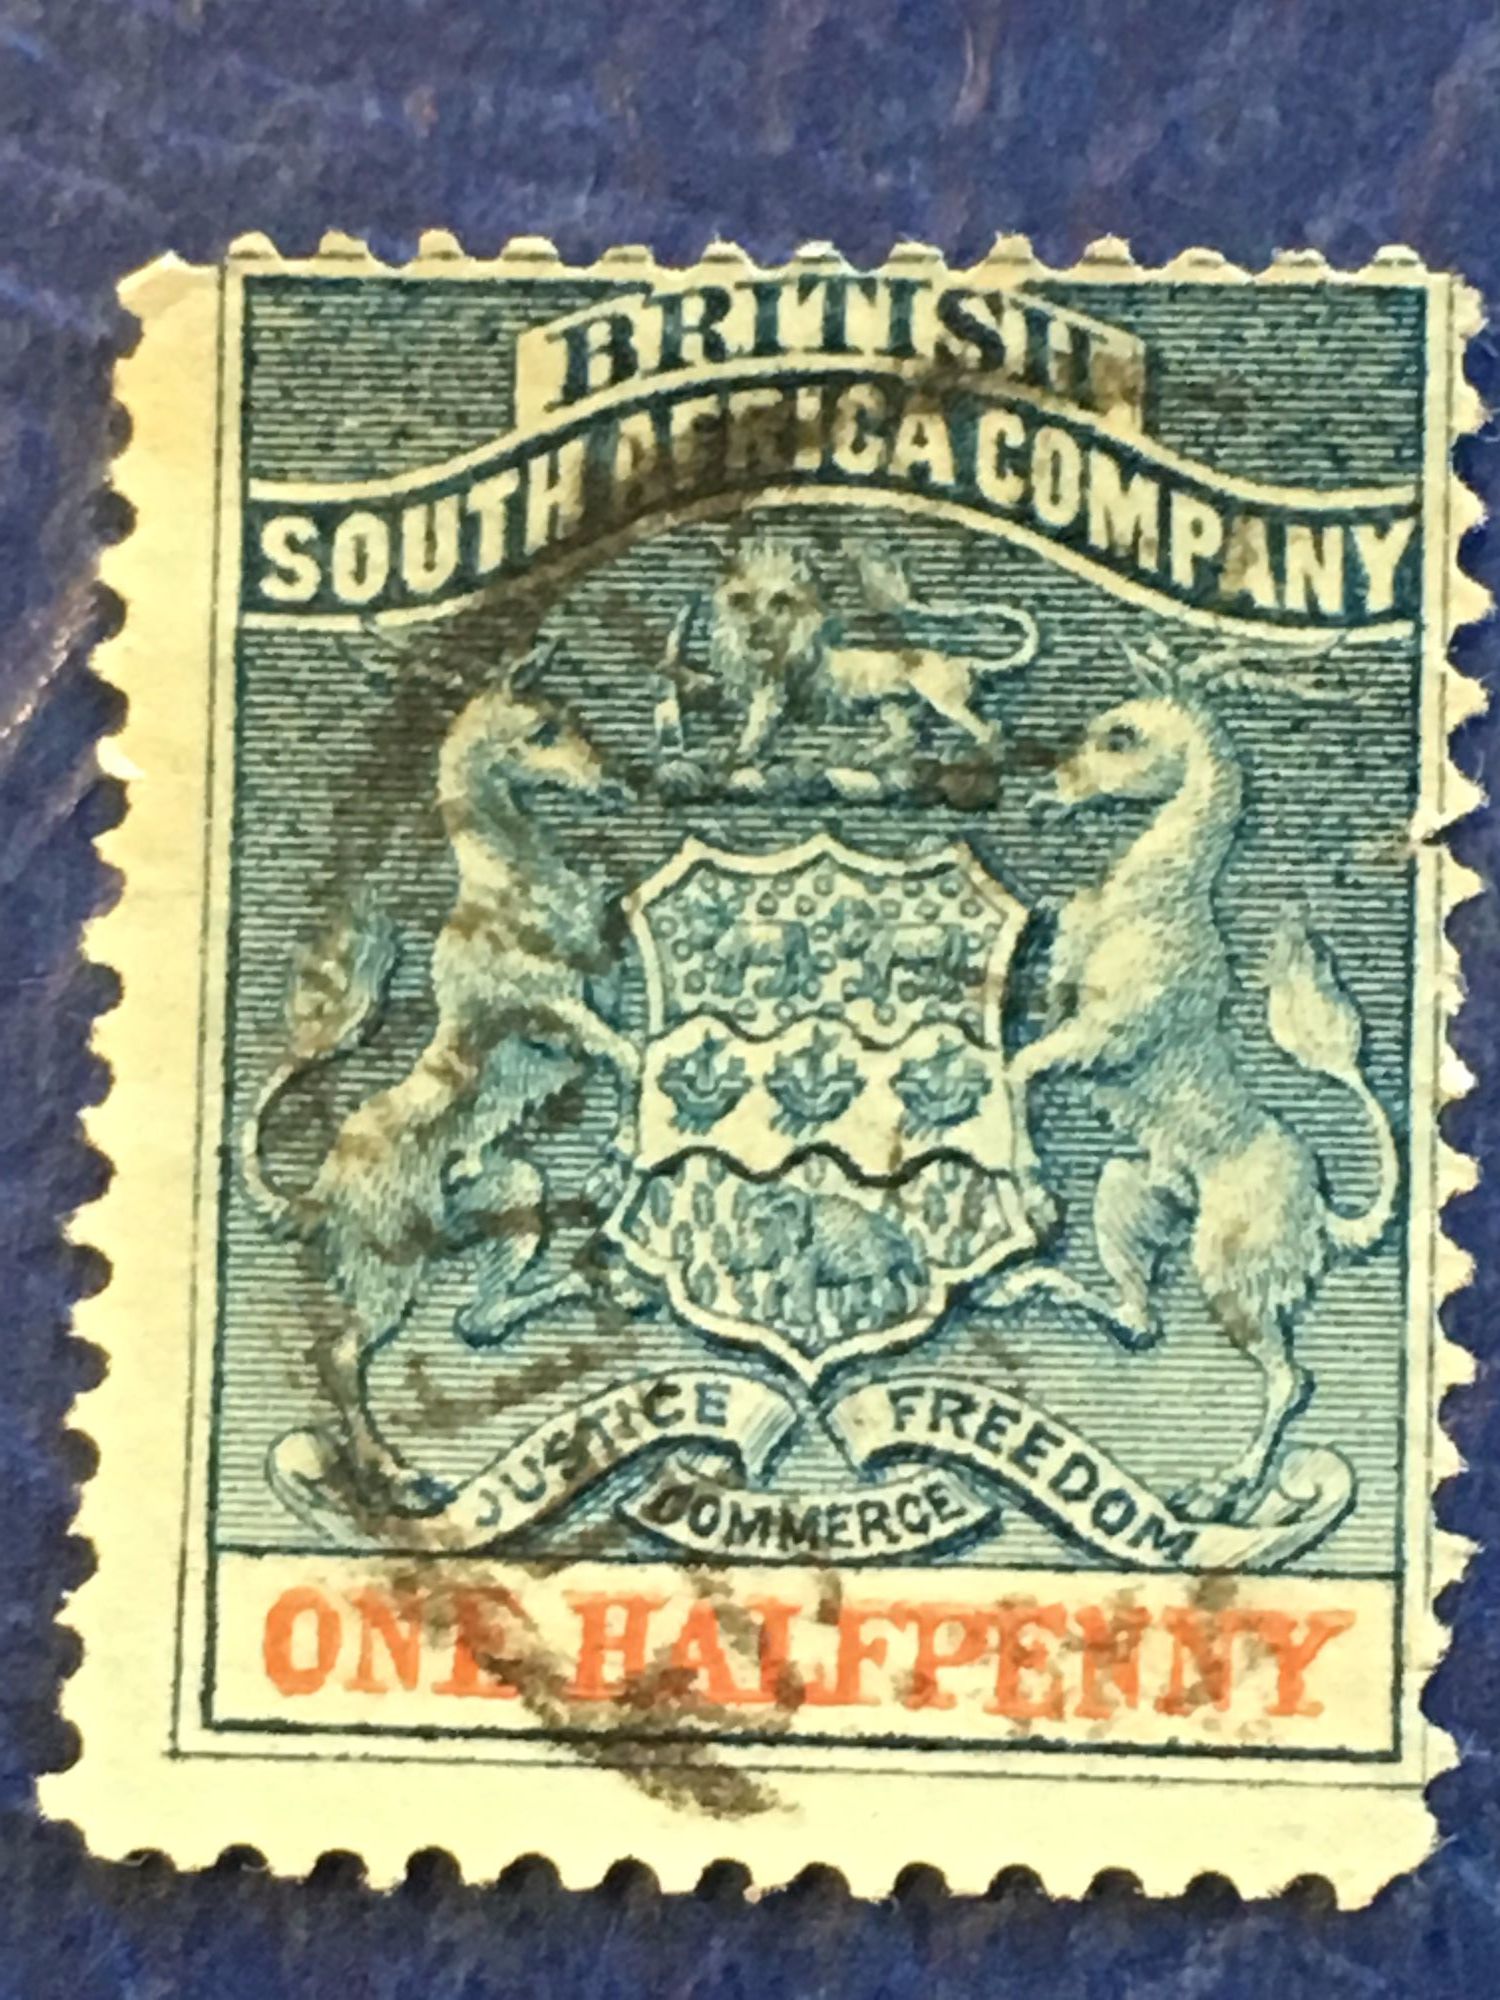 BRITISH
SOUTH AFRICA COMPANY
JUSTICE FREEDOM
COMMERCE
ONE HALFPENNY